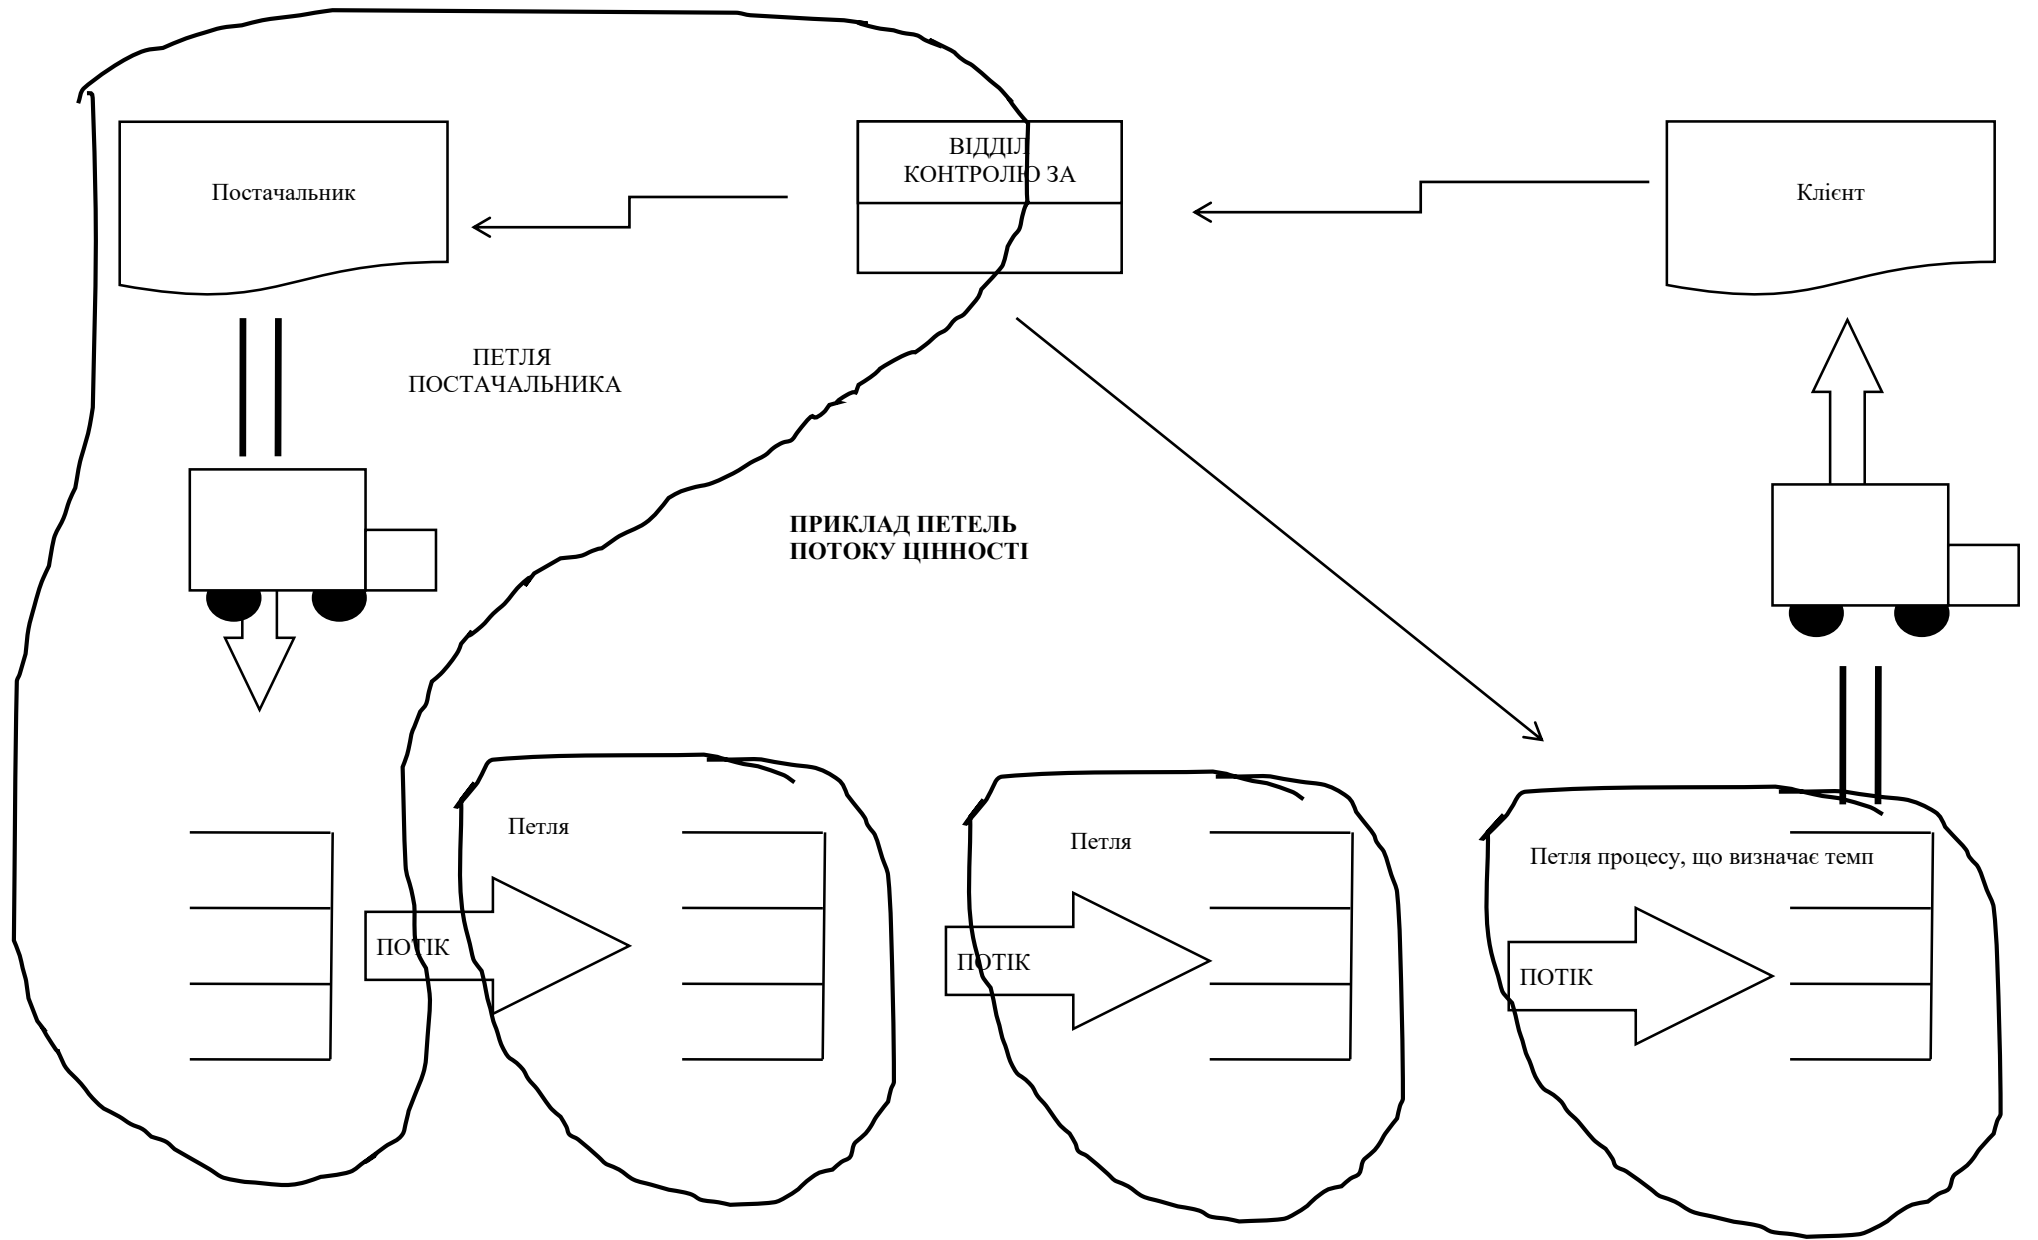 ВІДДІЛ
КОНТРОЛЮ ЗА
Постачальник
Клієнт
ПЕТЛЯ
ПОСТАЧАЛЬНИКА
ПРИКЛАД ПЕТЕЛЬ
ПОТОКУ ЦІННОСТІ
Петля
Петля
Петля процесу, що визначає темп
ПОТІК
ПОТІК
ПОТІК